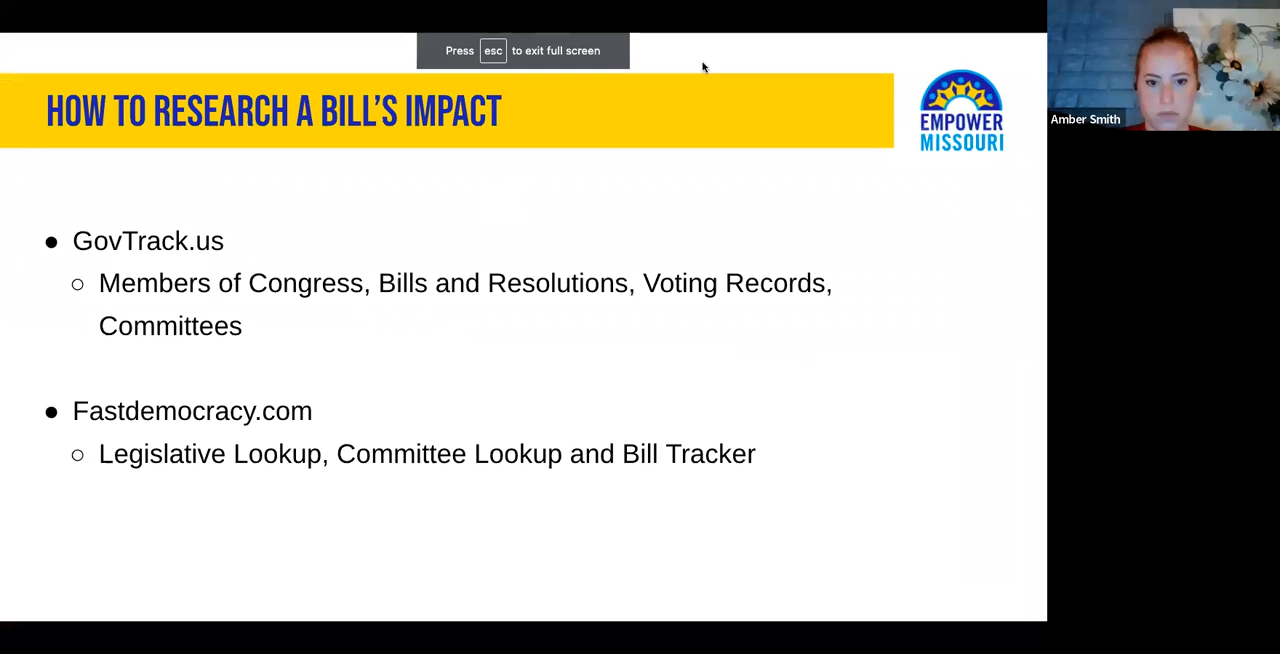 Press esc to exit full screen
HOW TO RESEARCH A BILL'S IMPACT
EMPOWER
MISSOURI
Amber Smith
● GovTrack.us
○ Members of Congress, Bills and Resolutions, Voting Records,
Committees
● Fastdemocracy.com
○ Legislative Lookup, Committee Lookup and Bill Tracker